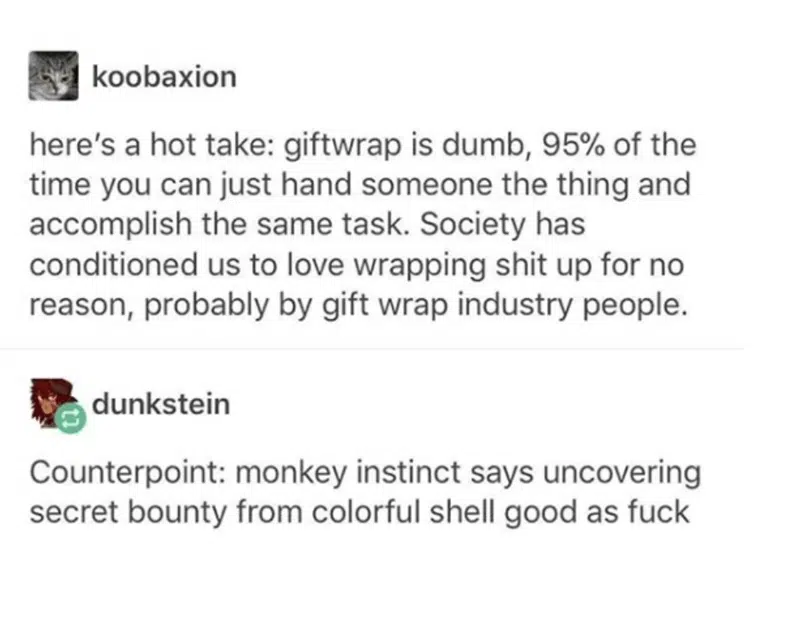 koobaxion
here's a hot take: giftwrap is dumb, 95% of the
time you can just hand someone the thing and
accomplish the same task. Society has
conditioned us to love wrapping shit up for no
reason, probably by gift wrap industry people.
dunkstein
Counterpoint: monkey instinct says uncovering
secret bounty from colorful shell good as fuck